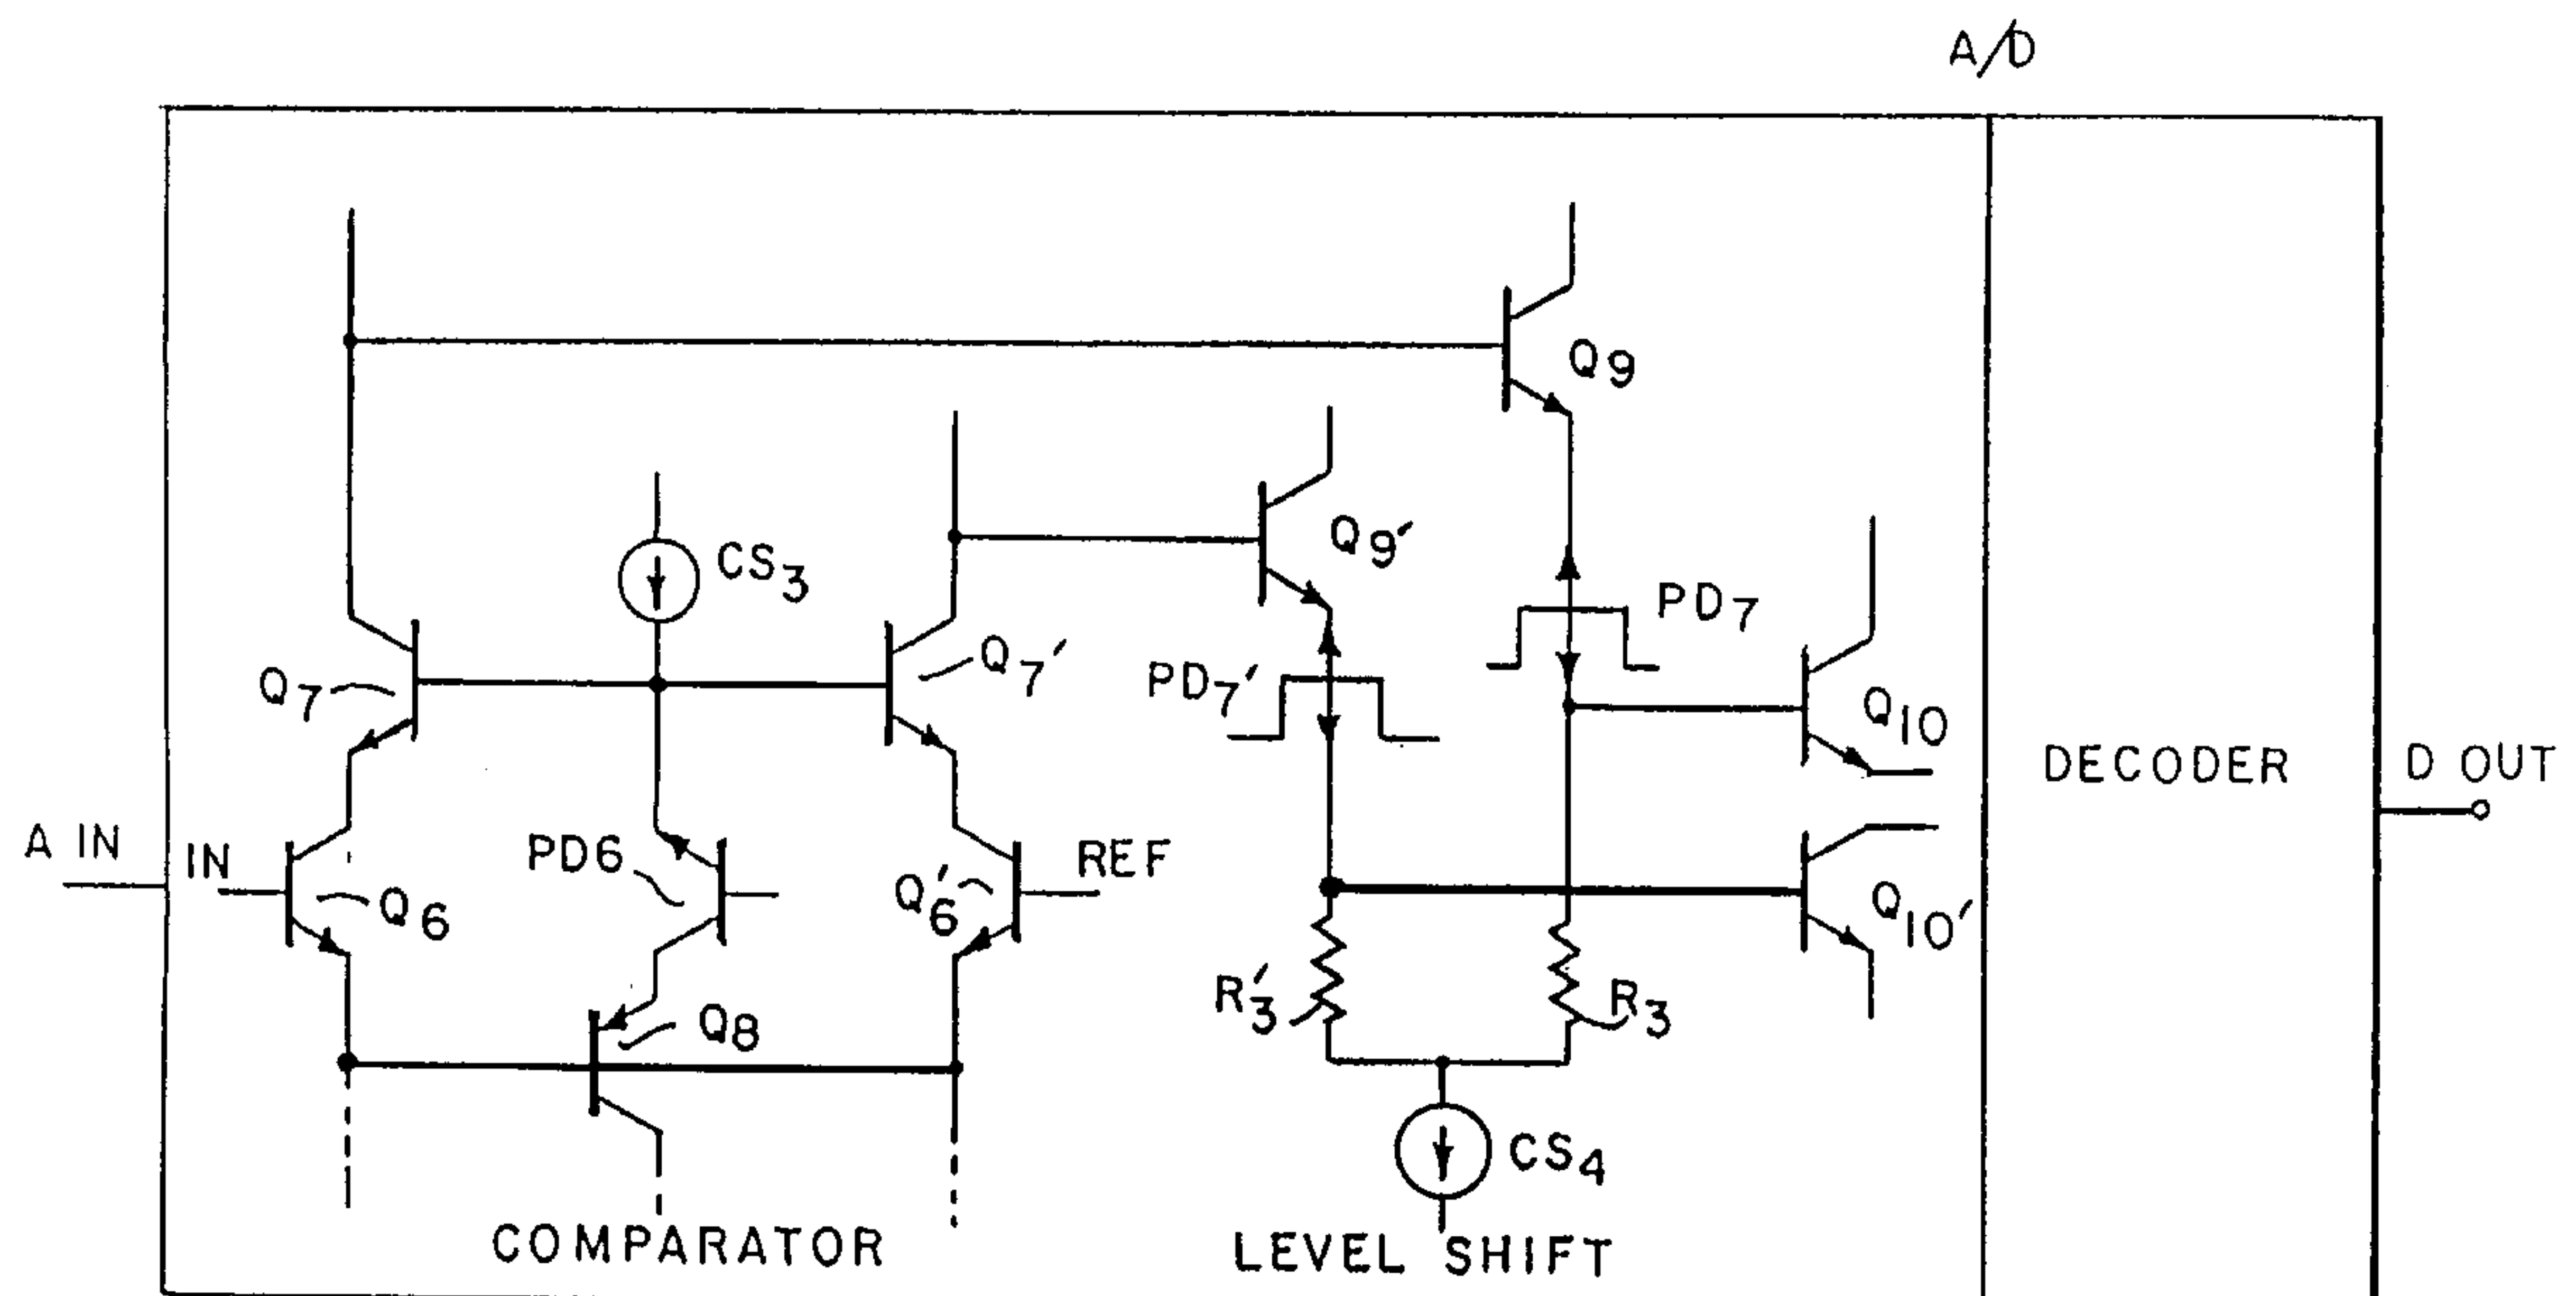 A/D
Q9
CS3
Q9′
PD7
Q7′
Q7
PD7′
Q10
DECODER
D OUT
A IN
IN
PD6
REF
Q6
Q6′
Q10′
R3′
R3
Q8
CS4
COMPARATOR
LEVEL SHIFT